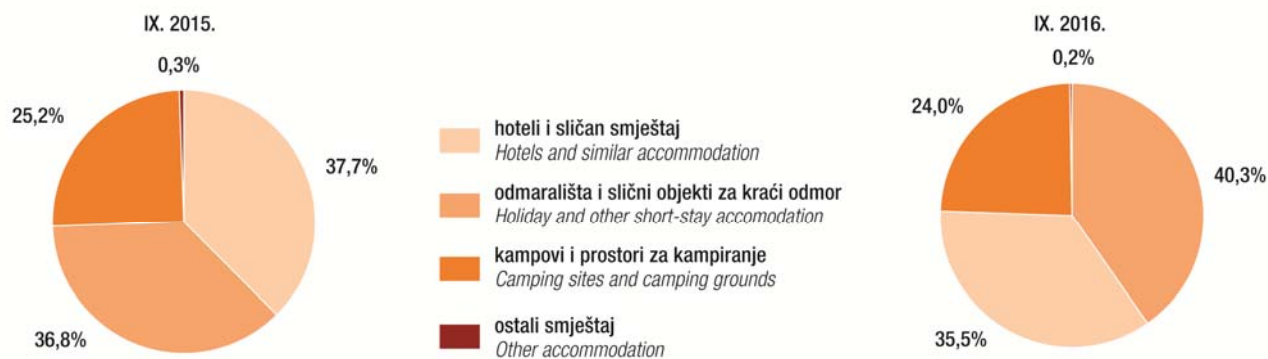 IX. 2015.
0,3%
25,2%
37,7%
36,8%
hoteli i sličan smještaj
Hotels and similar accommodation
odmarališta i slični objekti za kraći odmor
Holiday and other short-stay accomodation
kampovi i prostori za kampiranje
Camping sites and camping grounds
ostali smještaj
Other accommodation
IX. 2016.
0,2%
24,0%
40,3%
35,5%